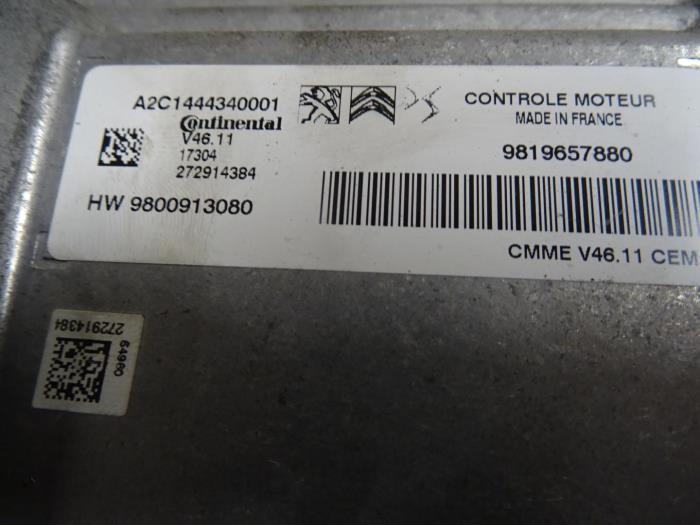 A2C1444340001
Continental
V46.11
17304
272914384
HW 9800913080
CONTROLE MOTEUR
MADE IN FRANCE
9819657880
CMME V46.11 CEM
272914384
64960